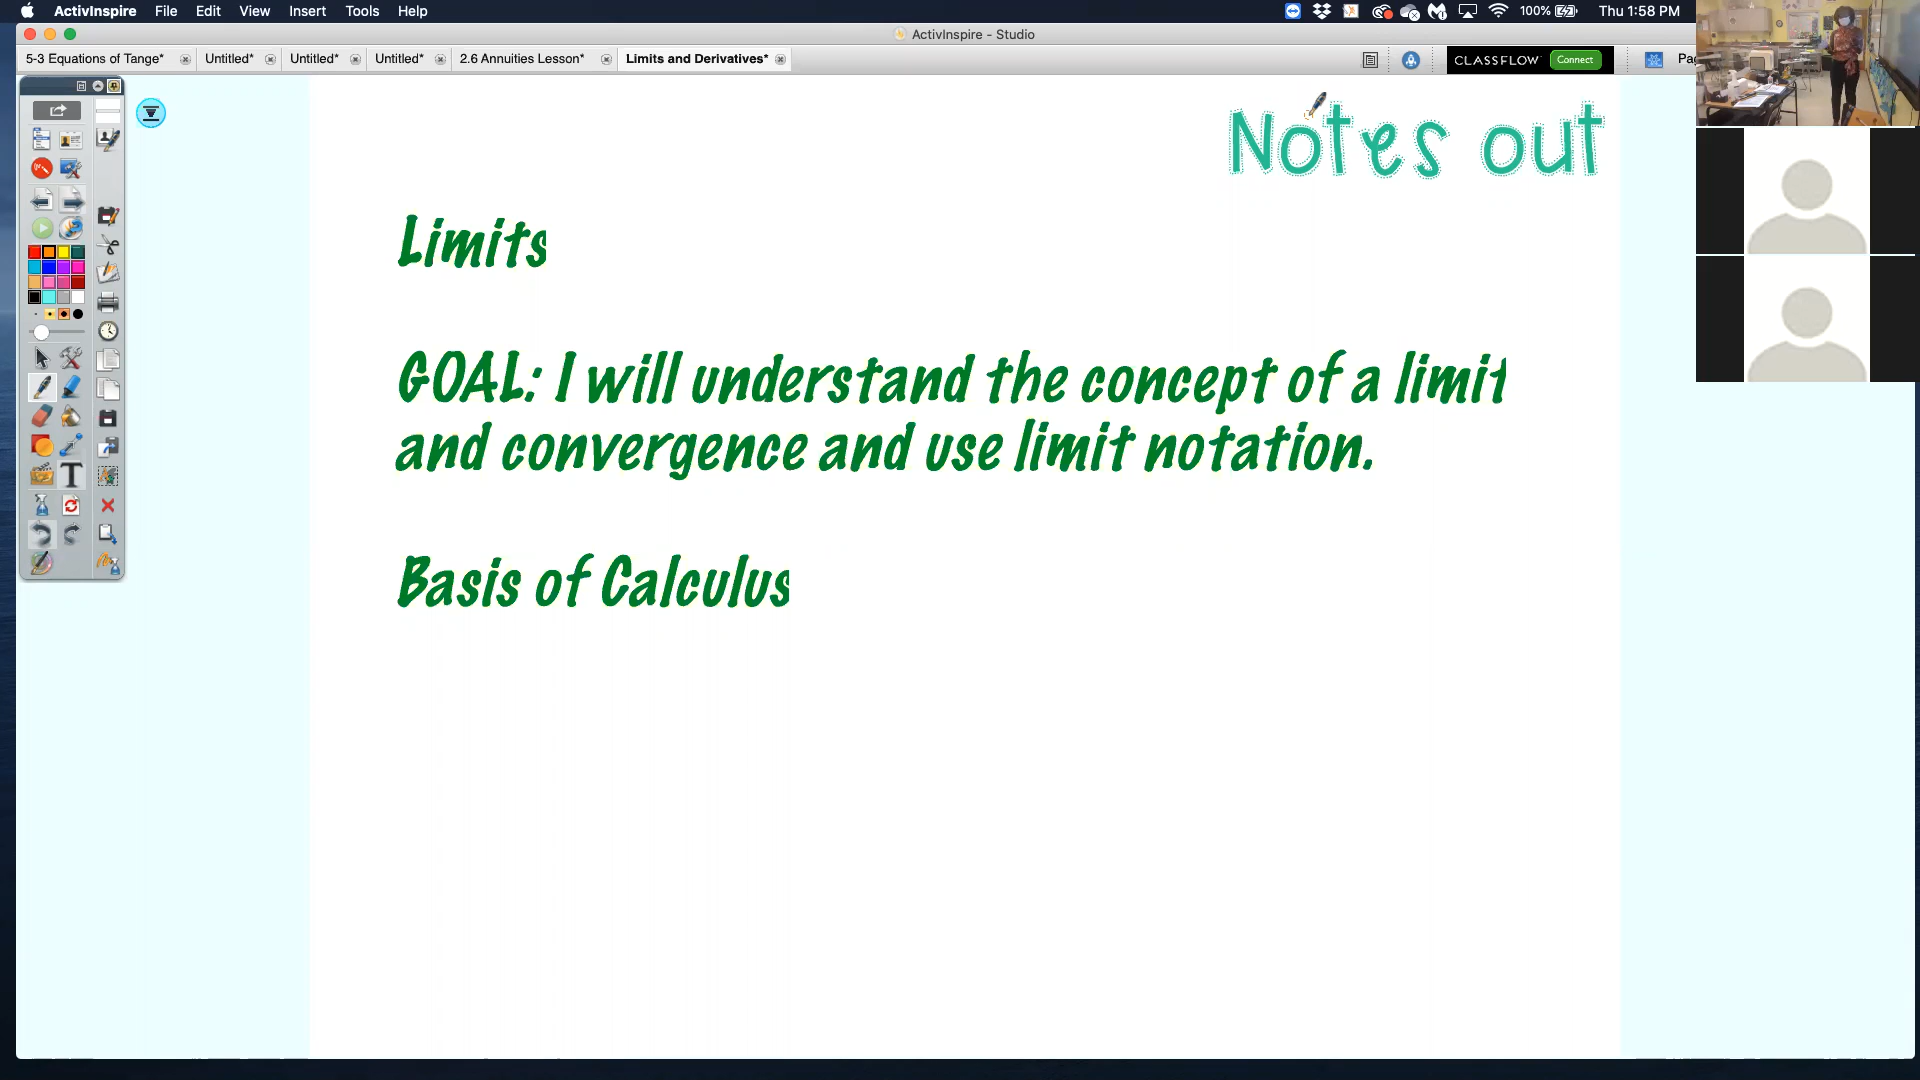 ActivInspire File Edit View Insert Tools Help 100% Thu 1:58 PM
ActivInspire - Studio
5-3 Equations of Tange* Untitled* Untitled* Untitled* 2.6 Annuities Lesson* Limits and Derivatives* CLASSFLOW Connect Pag
Notes out
Limits
GOAL: I will understand the concept of a limit
and convergence and use limit notation.
Basis of Calculus